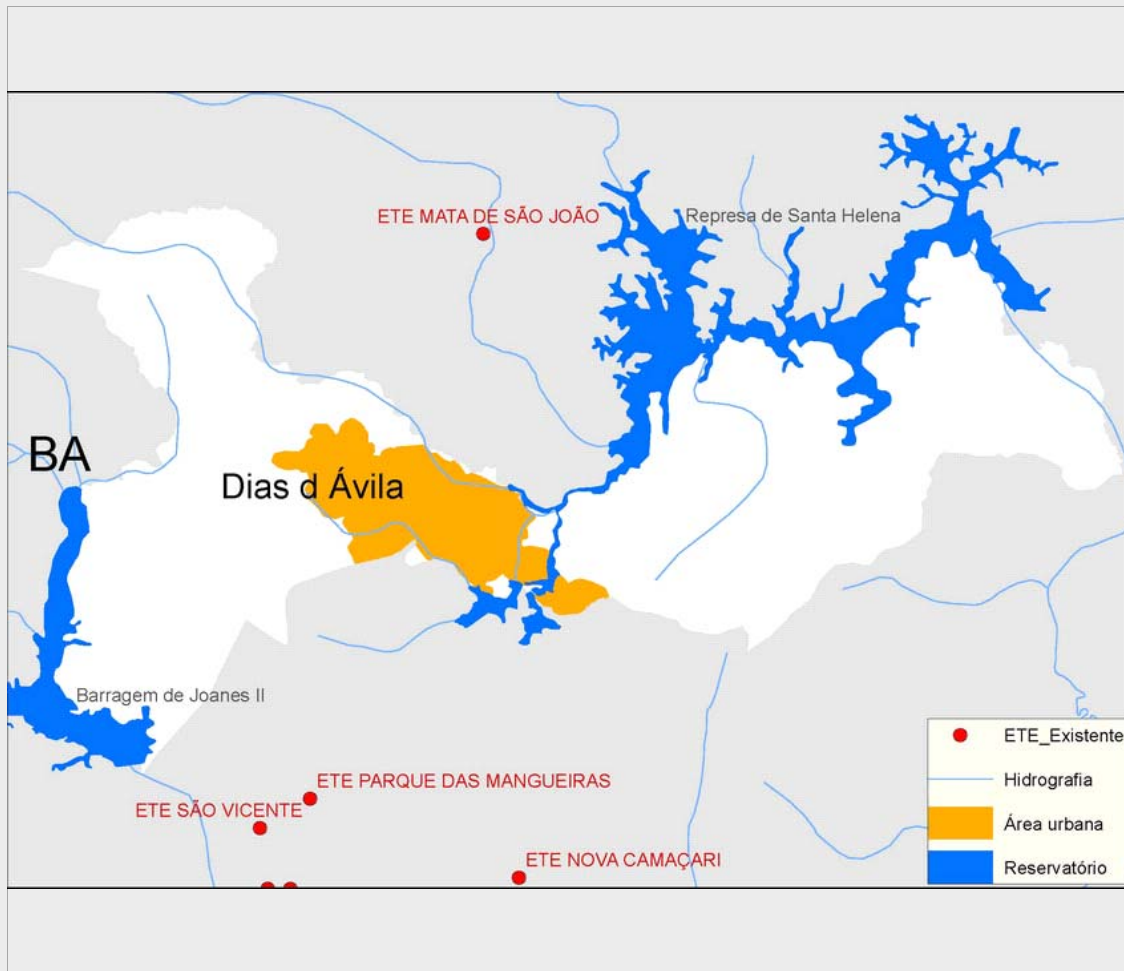 ETE MATA DE SÃO JOÃO
Represa de Santa Helena
BA
Dias d Ávila
Barragem de Joanes II
ETE PARQUE DAS MANGUEIRAS
ETE SÃO VICENTE
ETE NOVA CAMAÇARI
ETE_Existente
Hidrografia
Área urbana
Reservatório